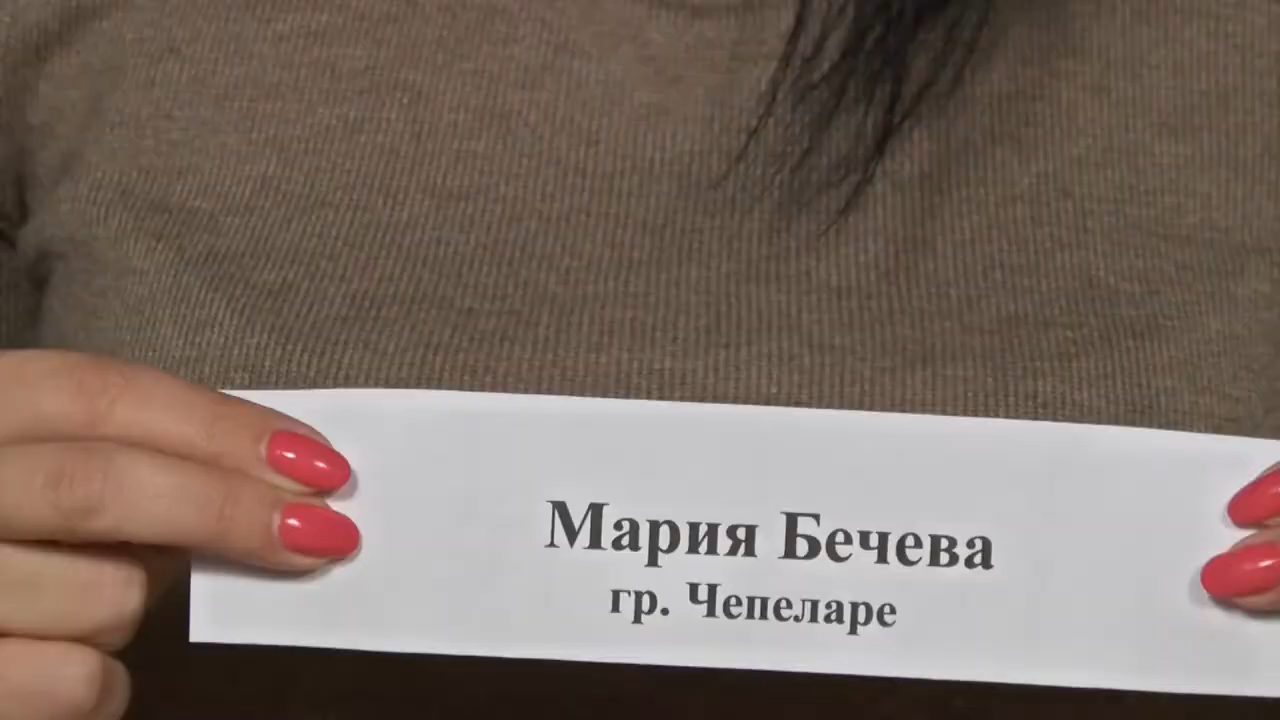 Мария Бечева
гр. Чепеларе